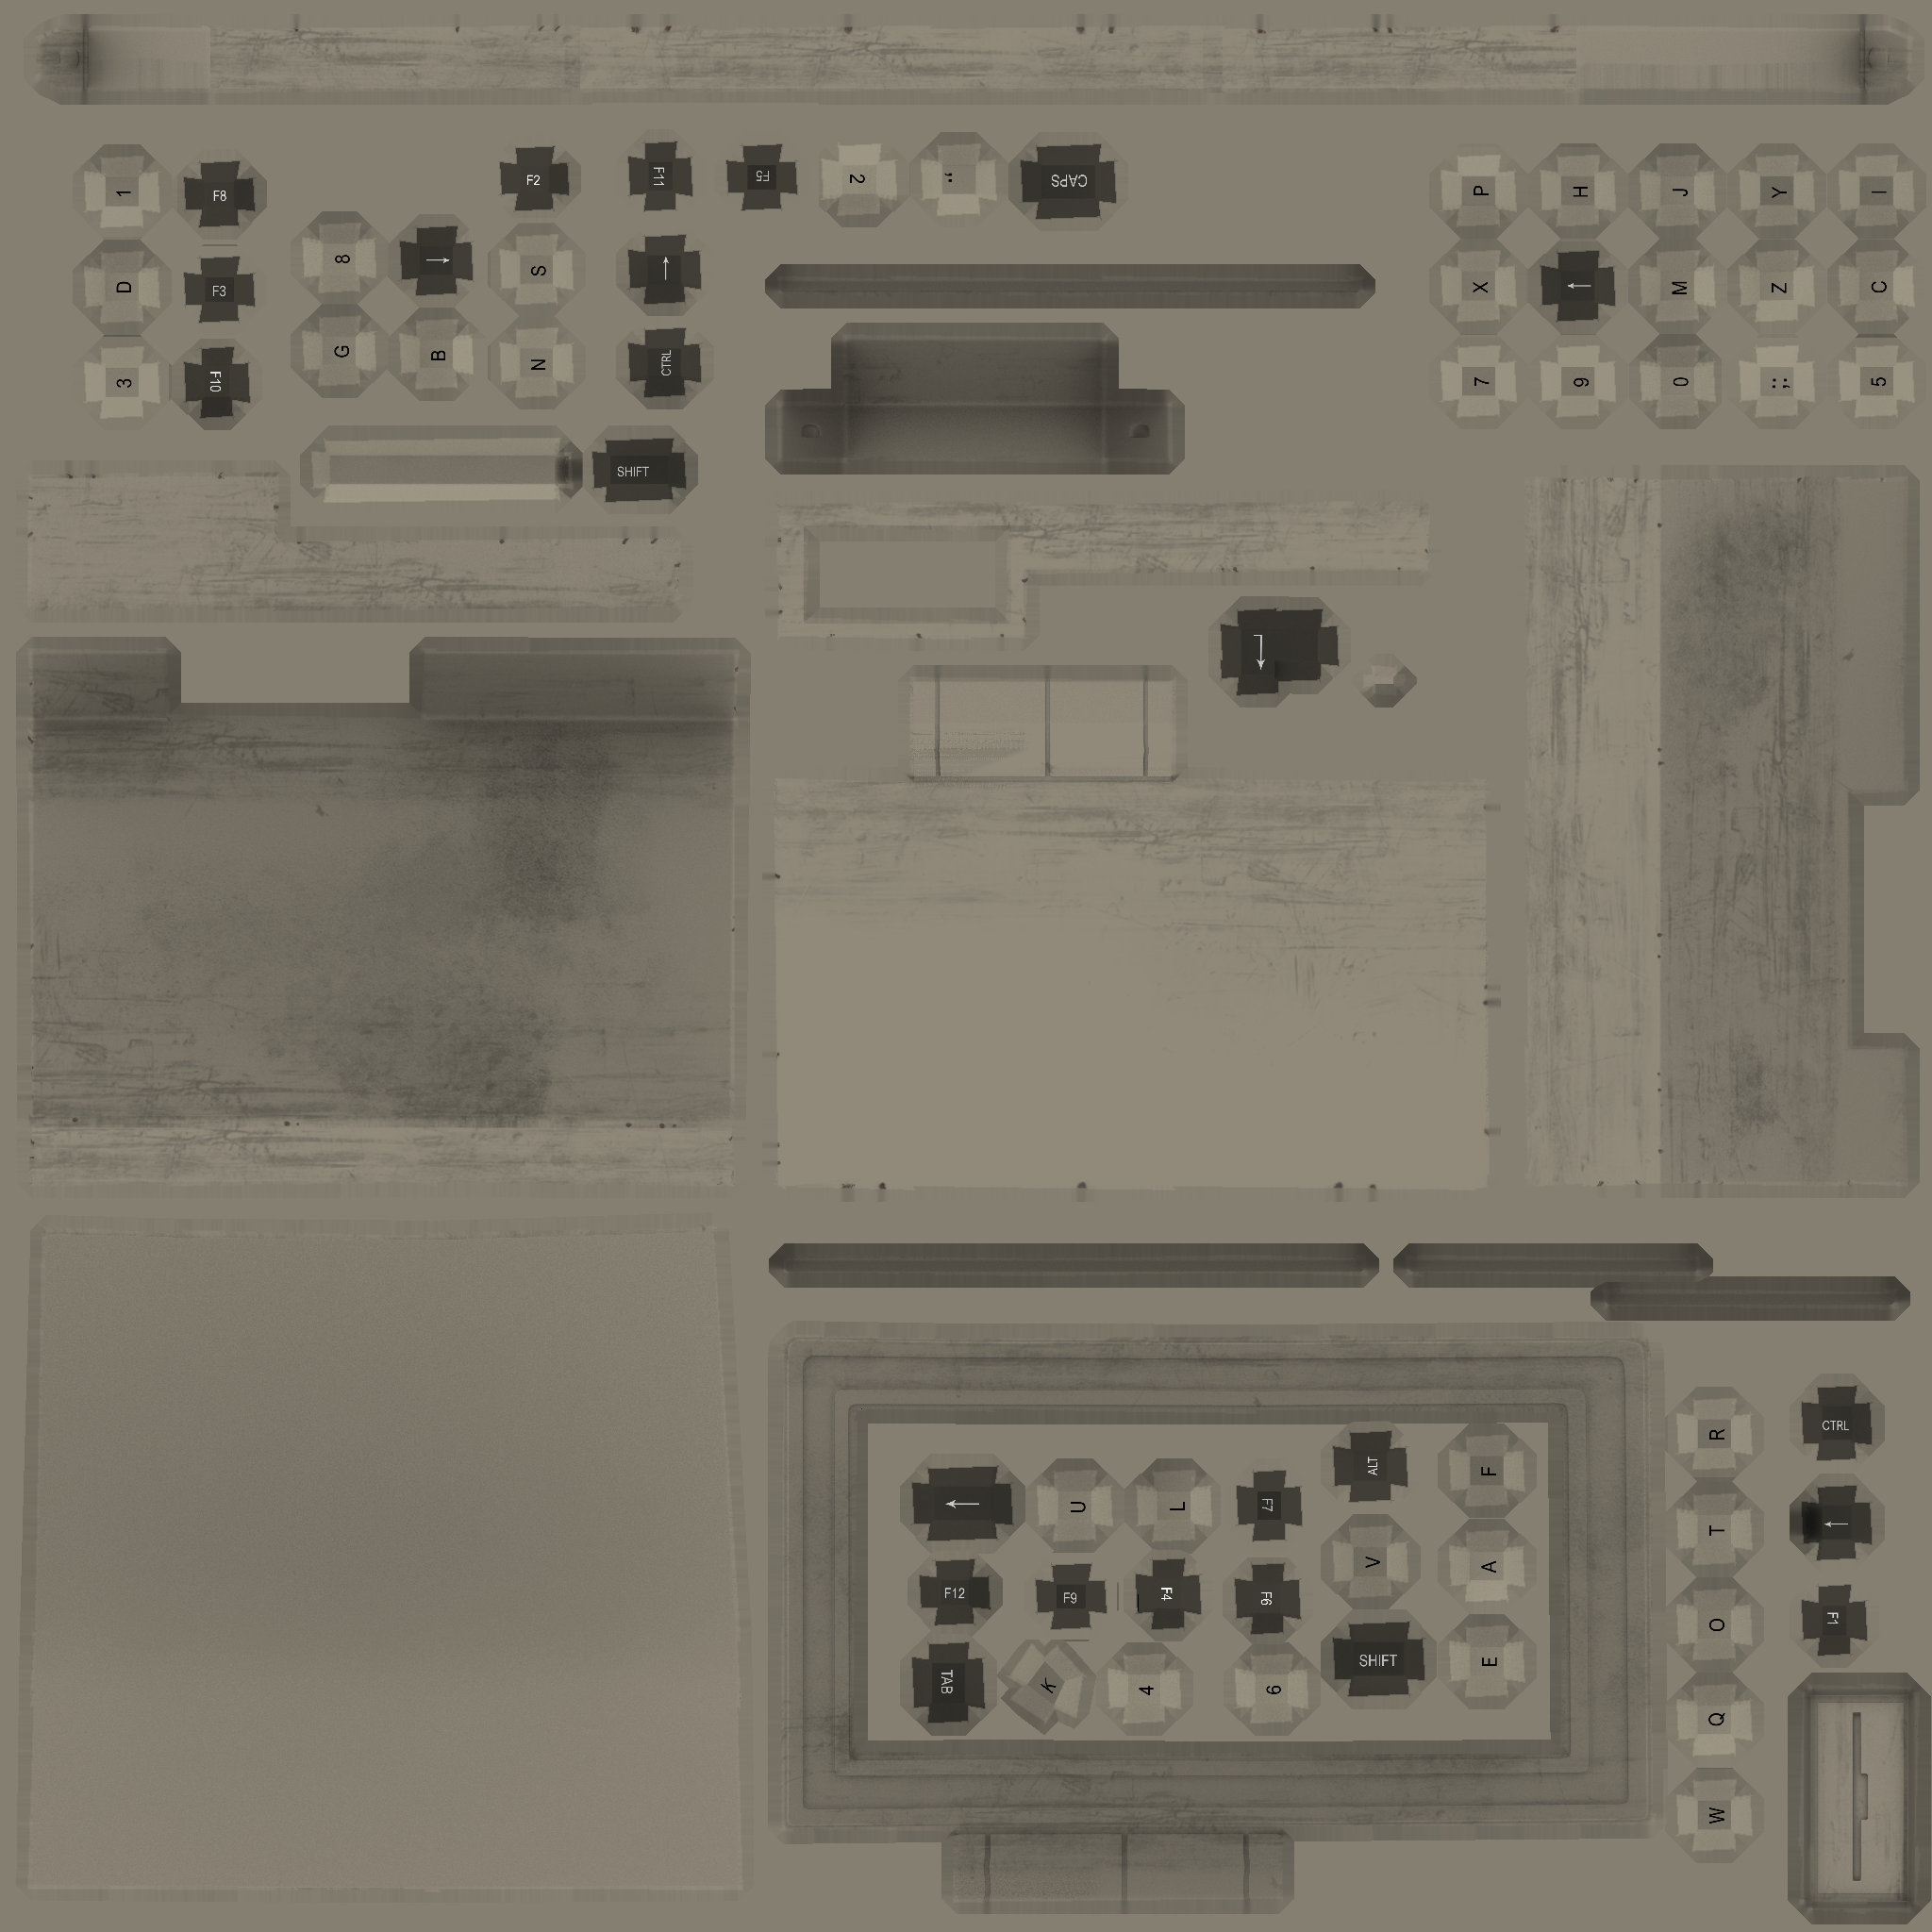 1
F8
F2
F11
F5
2
"
CAPS
P
H
J
Y
I
D
F3
8
→
S
→
X
←
M
Z
C
3
F10
G
B
N
CTRL
7
9
0
;:
5
SHIFT
←
U
L
F7
ALT
F
R
CTRL
F12
F9
F4
F6
V
A
T
←
TAB
K
4
6
SHIFT
E
O
F1
Q
W